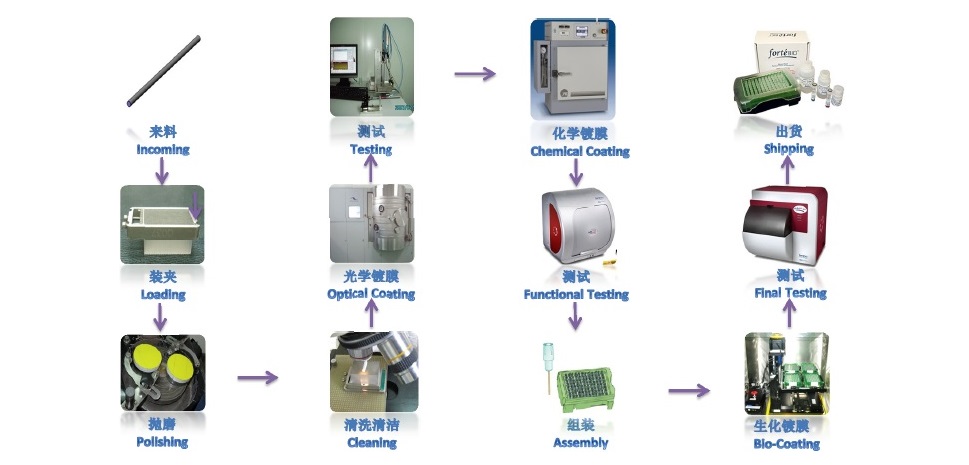 来料
Incoming
装夹
Loading
抛磨
Polishing
清洗清洁
Cleaning
光学镀膜
Optical Coating
测试
Testing
化学镀膜
Chemical Coating
测试
Functional Testing
组装
Assembly
生化镀膜
Bio-Coating
测试
Final Testing
出货
Shipping
fortéBIO
fortéBIO